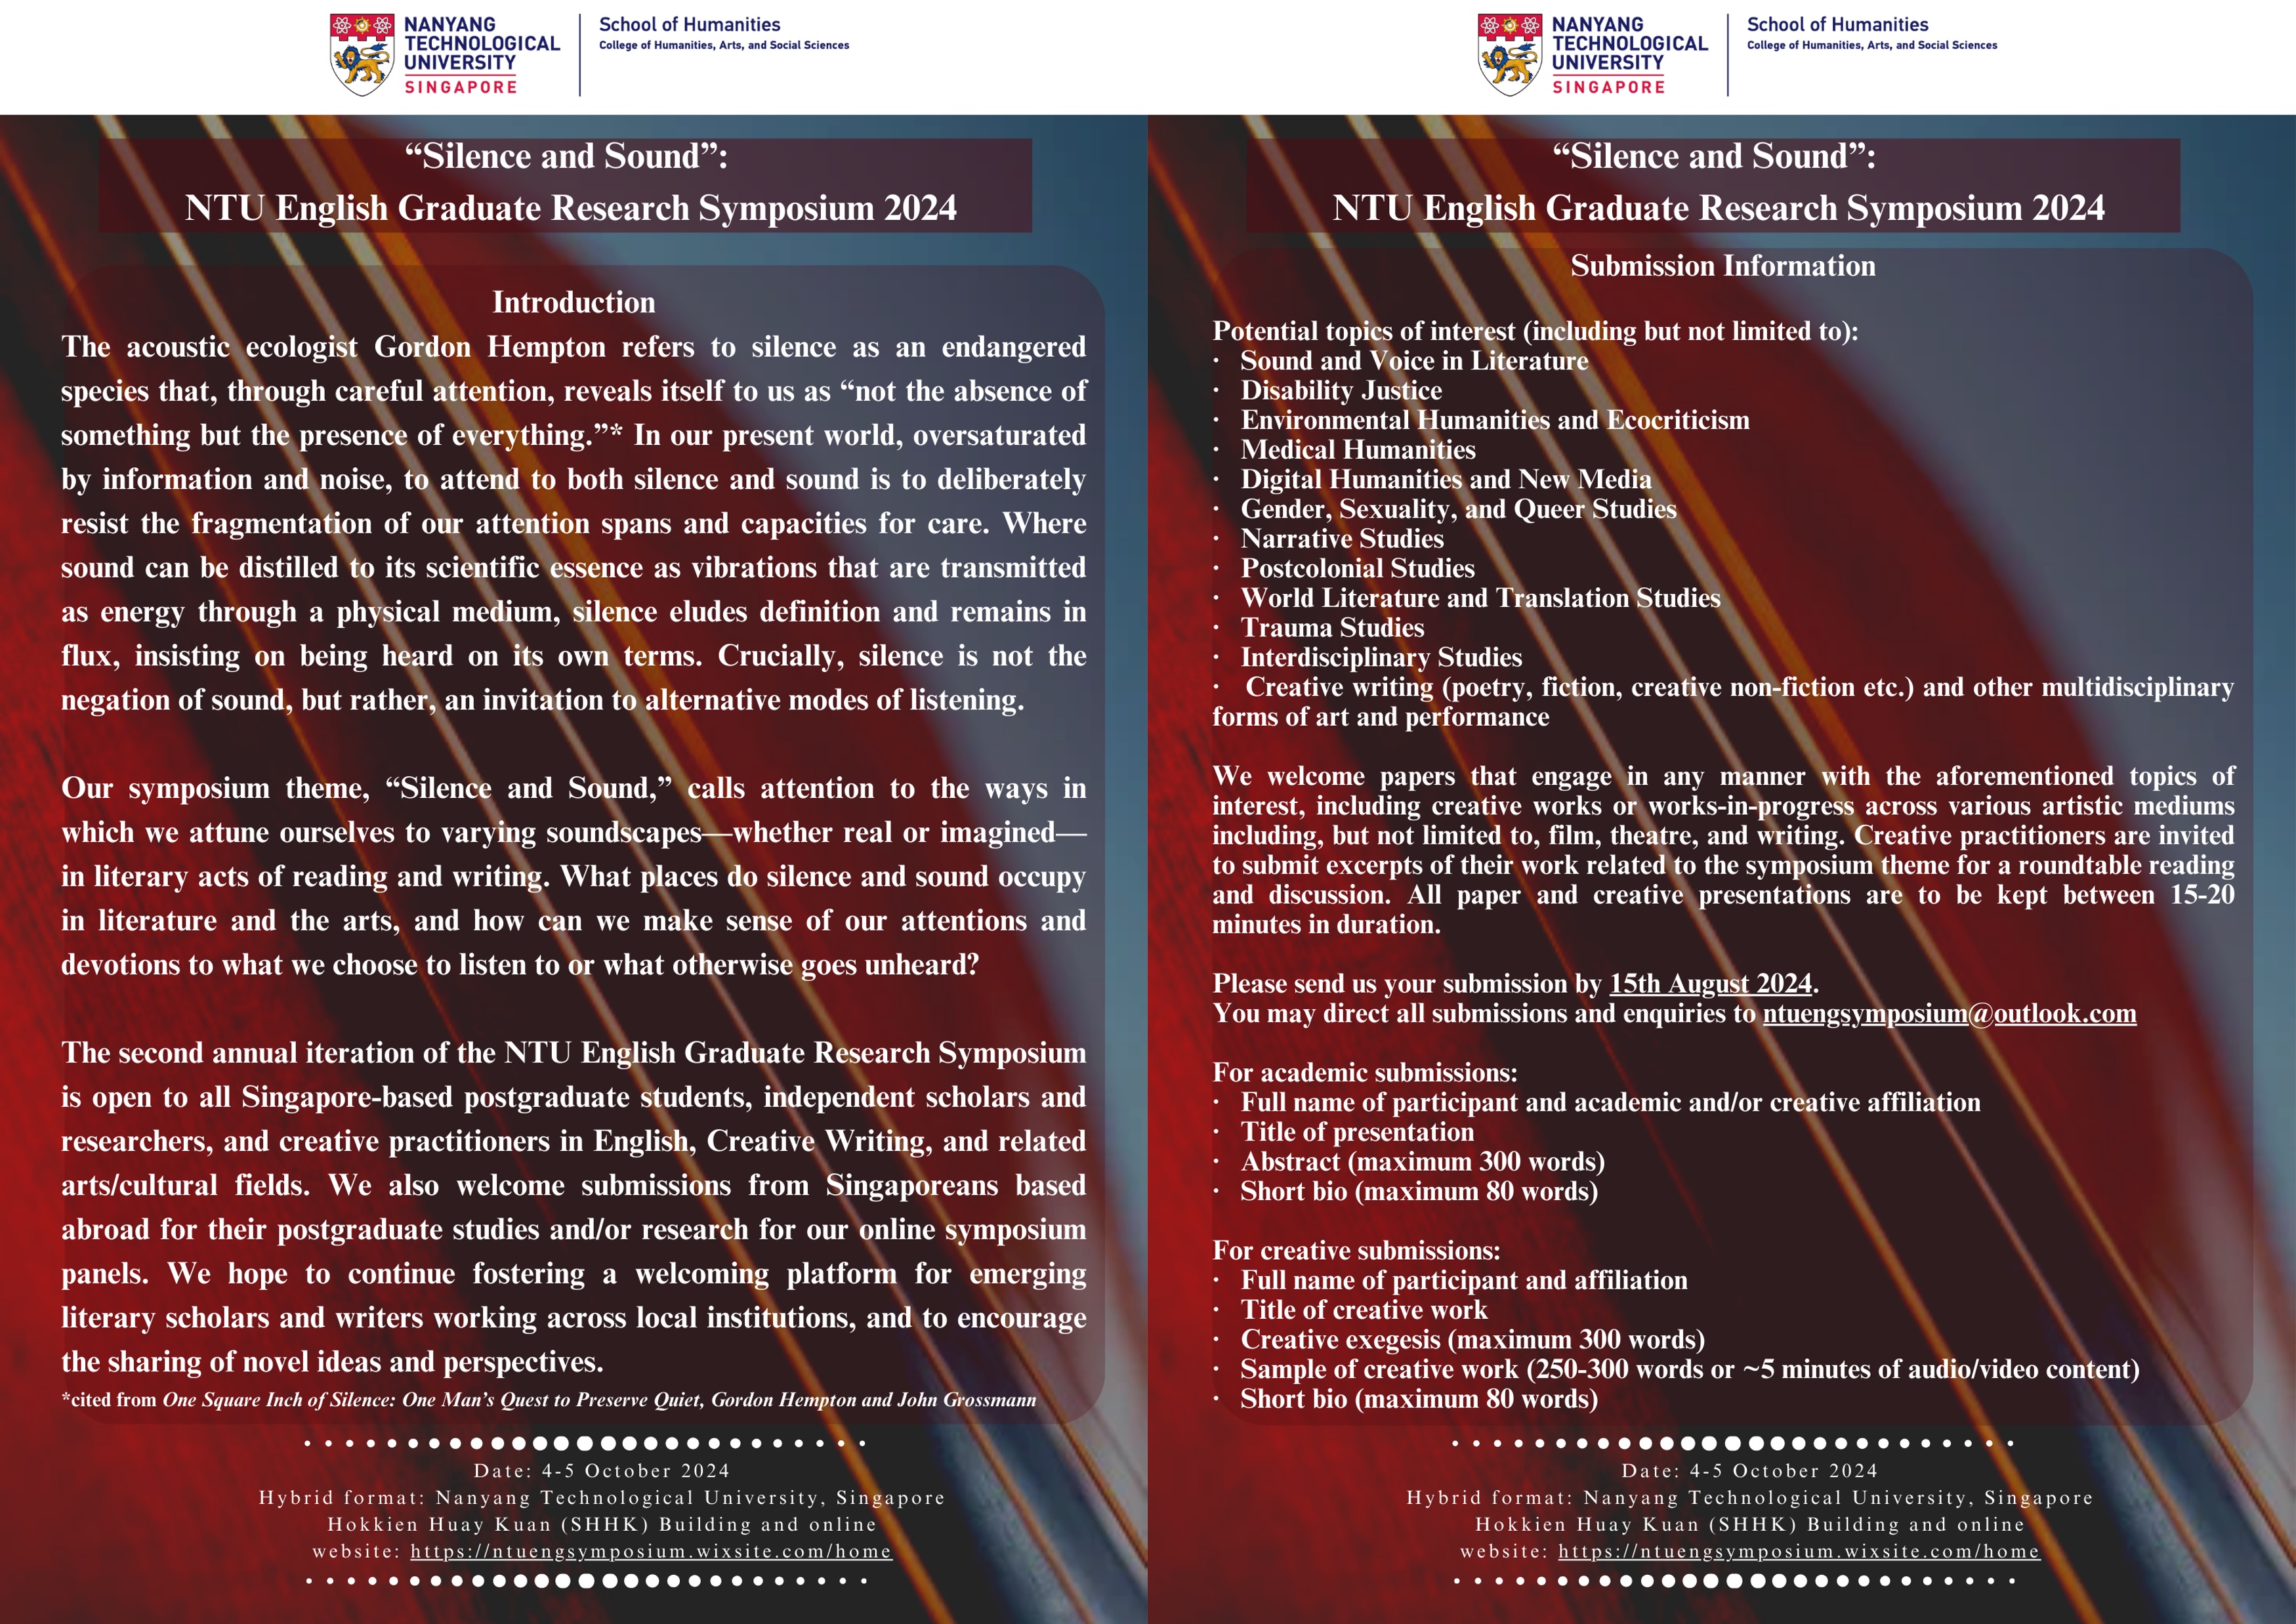 NANYANG
TECHNOLOGICAL
UNIVERSITY
SINGAPORE
School of Humanities
College of Humanities, Arts, and Social Sciences
“Silence and Sound”:
NTU English Graduate Research Symposium 2024
Introduction
The acoustic ecologist Gordon Hempton refers to silence as an endangered
species that, through careful attention, reveals itself to us as “not the absence of
something but the presence of everything.”* In our present world, oversaturated
by information and noise, to attend to both silence and sound is to deliberately
resist the fragmentation of our attention spans and capacities for care. Where
sound can be distilled to its scientific essence as vibrations that are transmitted
as energy through a physical medium, silence eludes definition and remains in
flux, insisting on being heard on its own terms. Crucially, silence is not the
negation of sound, but rather, an invitation to alternative modes of listening.
Our symposium theme, “Silence and Sound,” calls attention to the ways in
which we attune ourselves to varying soundscapes—whether real or imagined—
in literary acts of reading and writing. What places do silence and sound occupy
in literature and the arts, and how can we make sense of our attentions and
devotions to what we choose to listen to or what otherwise goes unheard?
The second annual iteration of the NTU English Graduate Research Symposium
is open to all Singapore-based postgraduate students, independent scholars and
researchers, and creative practitioners in English, Creative Writing, and related
arts/cultural fields. We also welcome submissions from Singaporeans based
abroad for their postgraduate studies and/or research for our online symposium
panels. We hope to continue fostering a welcoming platform for emerging
literary scholars and writers working across local institutions, and to encourage
the sharing of novel ideas and perspectives.
*cited from One Square Inch of Silence: One Man’s Quest to Preserve Quiet, Gordon Hempton and John Grossmann
Date: 4-5 October 2024
Hybrid format: Nanyang Technological University, Singapore
Hokkien Huay Kuan (SHHK) Building and online
website: https://ntuengsymposium.wixsite.com/home
NANYANG
TECHNOLOGICAL
UNIVERSITY
SINGAPORE
School of Humanities
College of Humanities, Arts, and Social Sciences
“Silence and Sound”:
NTU English Graduate Research Symposium 2024
Submission Information
Potential topics of interest (including but not limited to):
· Sound and Voice in Literature
· Disability Justice
· Environmental Humanities and Ecocriticism
· Medical Humanities
· Digital Humanities and New Media
· Gender, Sexuality, and Queer Studies
· Narrative Studies
· Postcolonial Studies
· World Literature and Translation Studies
· Trauma Studies
· Interdisciplinary Studies
· Creative writing (poetry, fiction, creative non-fiction etc.) and other multidisciplinary
forms of art and performance
We welcome papers that engage in any manner with the aforementioned topics of
interest, including creative works or works-in-progress across various artistic mediums
including, but not limited to, film, theatre, and writing. Creative practitioners are invited
to submit excerpts of their work related to the symposium theme for a roundtable reading
and discussion. All paper and creative presentations are to be kept between 15-20
minutes in duration.
Please send us your submission by 15th August 2024.
You may direct all submissions and enquiries to ntuengsymposium@outlook.com
For academic submissions:
· Full name of participant and academic and/or creative affiliation
· Title of presentation
· Abstract (maximum 300 words)
· Short bio (maximum 80 words)
For creative submissions:
· Full name of participant and affiliation
· Title of creative work
· Creative exegesis (maximum 300 words)
· Sample of creative work (250-300 words or ~5 minutes of audio/video content)
· Short bio (maximum 80 words)
Date: 4-5 October 2024
Hybrid format: Nanyang Technological University, Singapore
Hokkien Huay Kuan (SHHK) Building and online
website: https://ntuengsymposium.wixsite.com/home